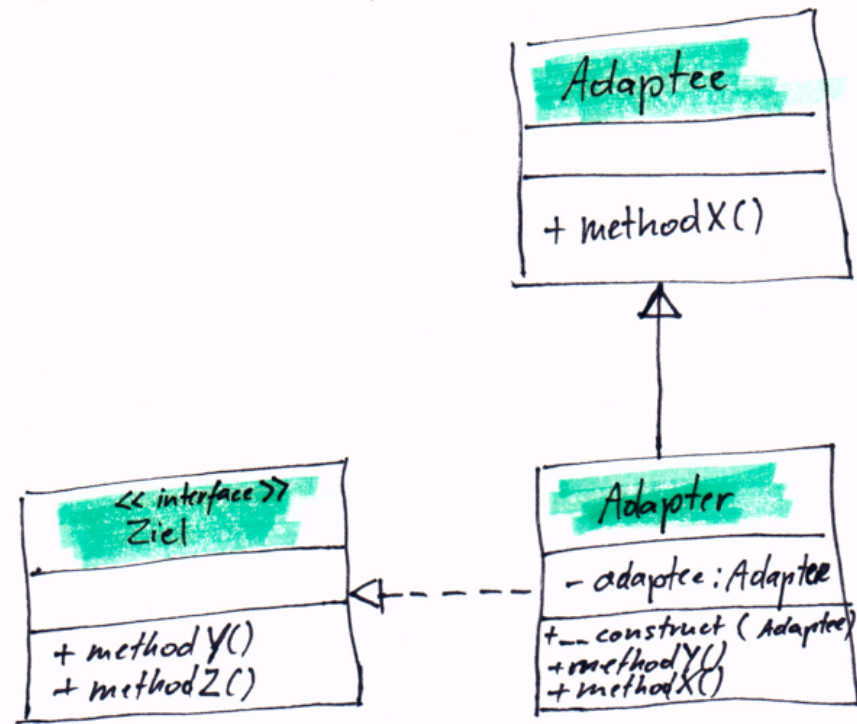 Adaptee
+ methodX()
<< interface >>
Ziel
+ methodY()
+ methodZ()
Adapter
- adaptee : Adaptee
+__construct (Adaptee)
+methodY()
+methodX()